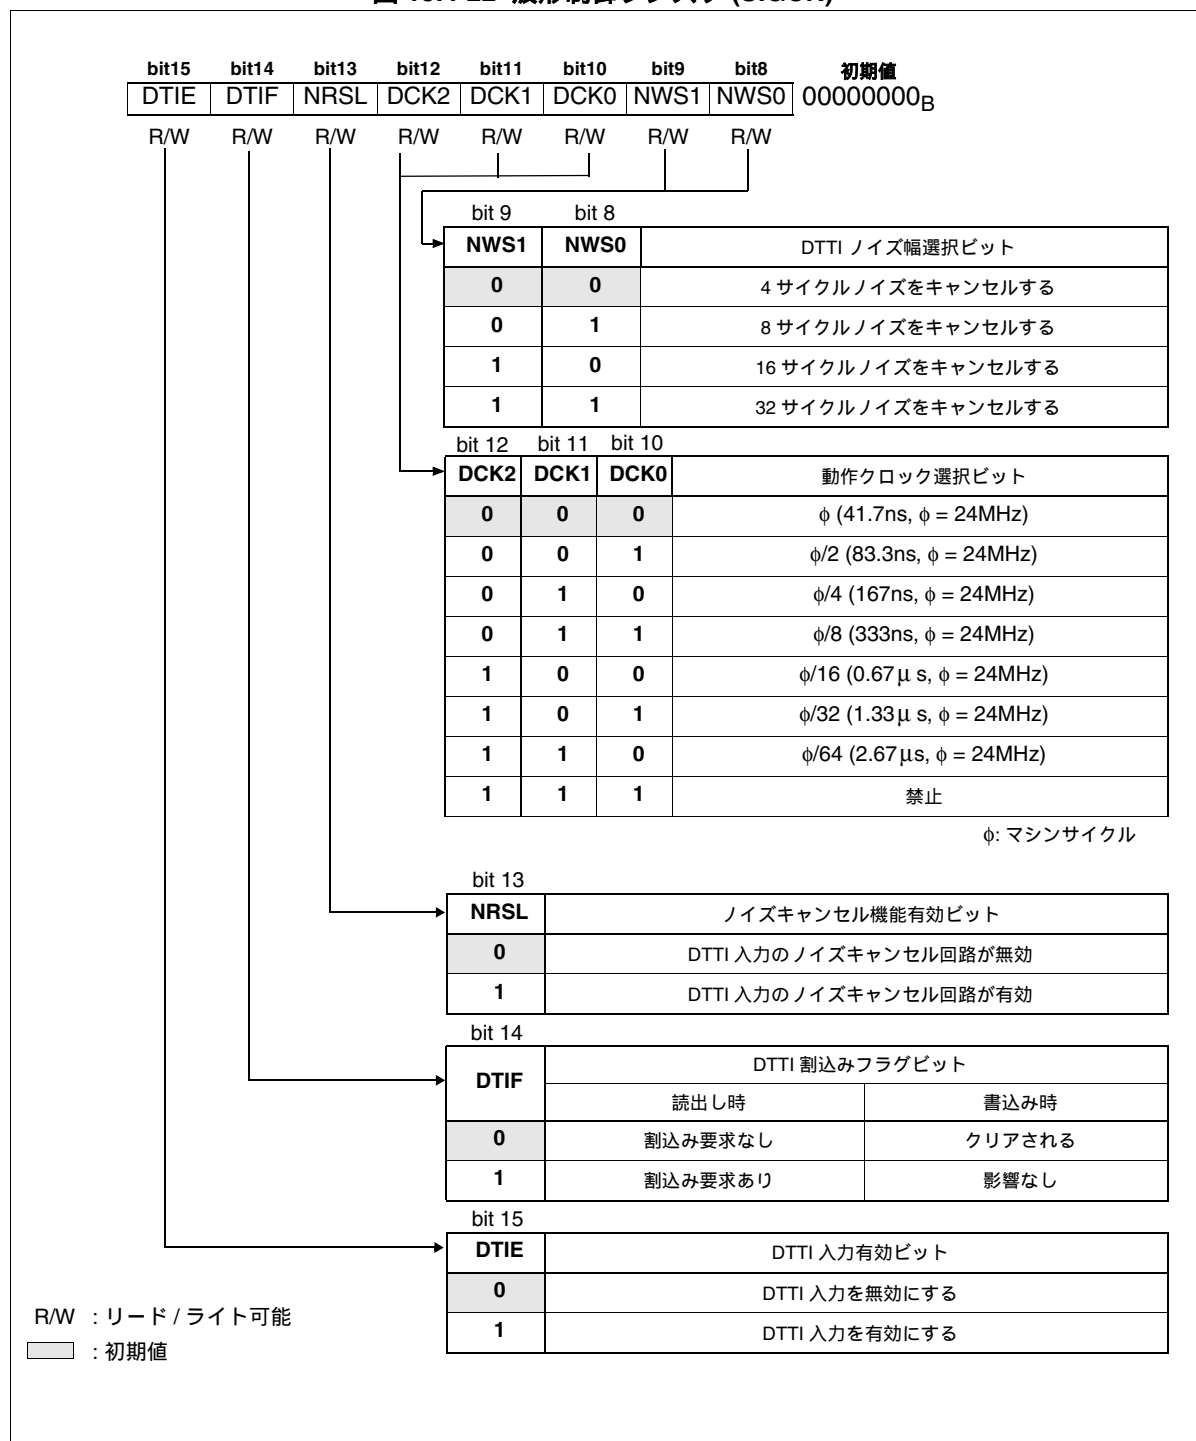 bit15 bit14 bit13 bit12 bit11 bit10 bit9 bit8 初期値
DTIE DTIF NRSL DCK2 DCK1 DCK0 NWS1 NWS0 00000000B
R/W R/W R/W R/W R/W R/W R/W R/W
bit 9 bit 8
NWS1 NWS0 DTTI ノイズ幅選択ビット
0 0 4 サイクルノイズをキャンセルする
0 1 8 サイクルノイズをキャンセルする
1 0 16 サイクルノイズをキャンセルする
1 1 32 サイクルノイズをキャンセルする
bit 12 bit 11 bit 10
DCK2 DCK1 DCK0 動作クロック選択ビット
0 0 0 φ (41.7ns, φ = 24MHz)
0 0 1 φ/2 (83.3ns, φ = 24MHz)
0 1 0 φ/4 (167ns, φ = 24MHz)
0 1 1 φ/8 (333ns, φ = 24MHz)
1 0 0 φ/16 (0.67μ s, φ = 24MHz)
1 0 1 φ/32 (1.33μ s, φ = 24MHz)
1 1 0 φ/64 (2.67μs, φ = 24MHz)
1 1 1 禁止
φ: マシンサイクル
bit 13
NRSL ノイズキャンセル機能有効ビット
0 DTTI 入力のノイズキャンセル回路が無効
1 DTTI 入力のノイズキャンセル回路が有効
bit 14
DTIF DTTI 割込みフラグビット
読出し時 書込み時
0 割込み要求なし クリアされる
1 割込み要求あり 影響なし
bit 15
DTIE DTTI 入力有効ビット
0 DTTI 入力を無効にする
1 DTTI 入力を有効にする
R/W : リード / ライト可能
: 初期値